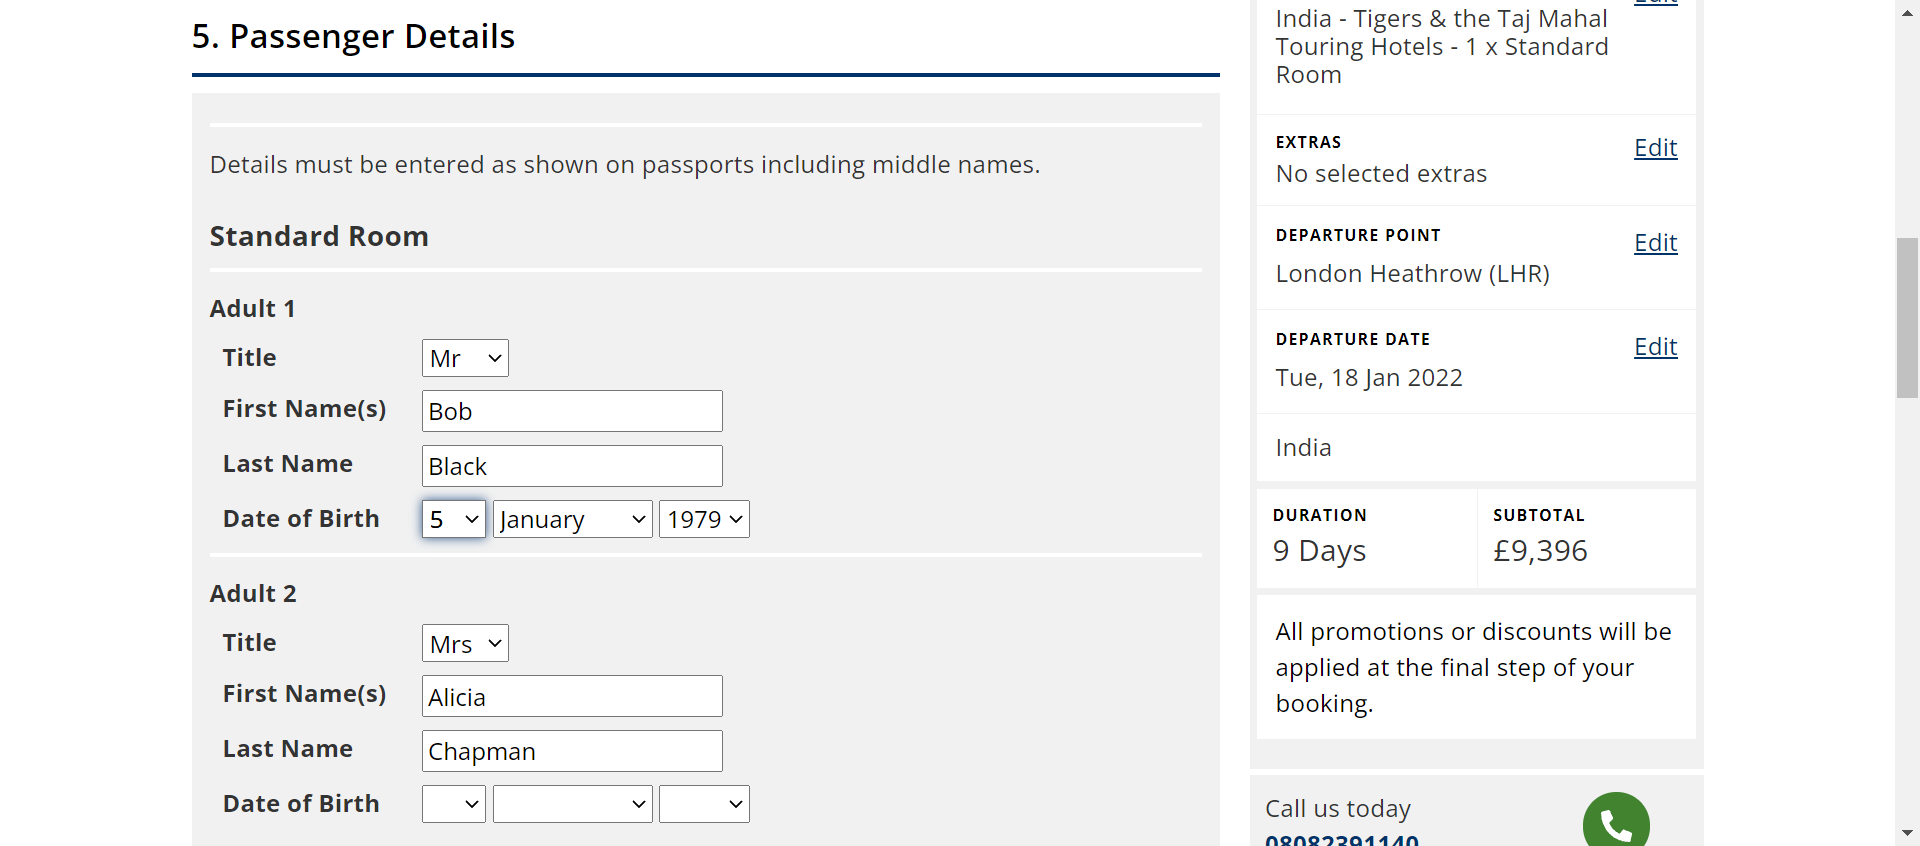 5. Passenger Details
Details must be entered as shown on passports including middle names.
Standard Room
Adult 1
Title
Mr
First Name(s)
Bob
Last Name
Black
Date of Birth
5 January 1979
Adult 2
Title
Mrs
First Name(s)
Alicia
Last Name
Chapman
Date of Birth
Edit
India - Tigers & the Taj Mahal
Touring Hotels - 1 x Standard
Room
EXTRAS
Edit
No selected extras
DEPARTURE POINT
Edit
London Heathrow (LHR)
DEPARTURE DATE
Edit
Tue, 18 Jan 2022
India
DURATION
9 Days
SUBTOTAL
£9,396
All promotions or discounts will be
applied at the final step of your
booking.
Call us today
08082391140